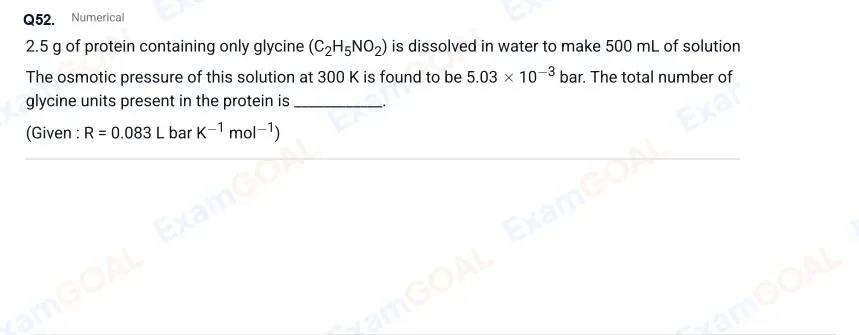 Q52. Numerical
2.5 g of protein containing only glycine (C₂H₅NO₂) is dissolved in water to make 500 mL of solution
The osmotic pressure of this solution at 300 K is found to be 5.03 × 10⁻³ bar. The total number of
glycine units present in the protein is ___________.
(Given : R = 0.083 L bar K⁻¹ mol⁻¹)
ExamGOAL